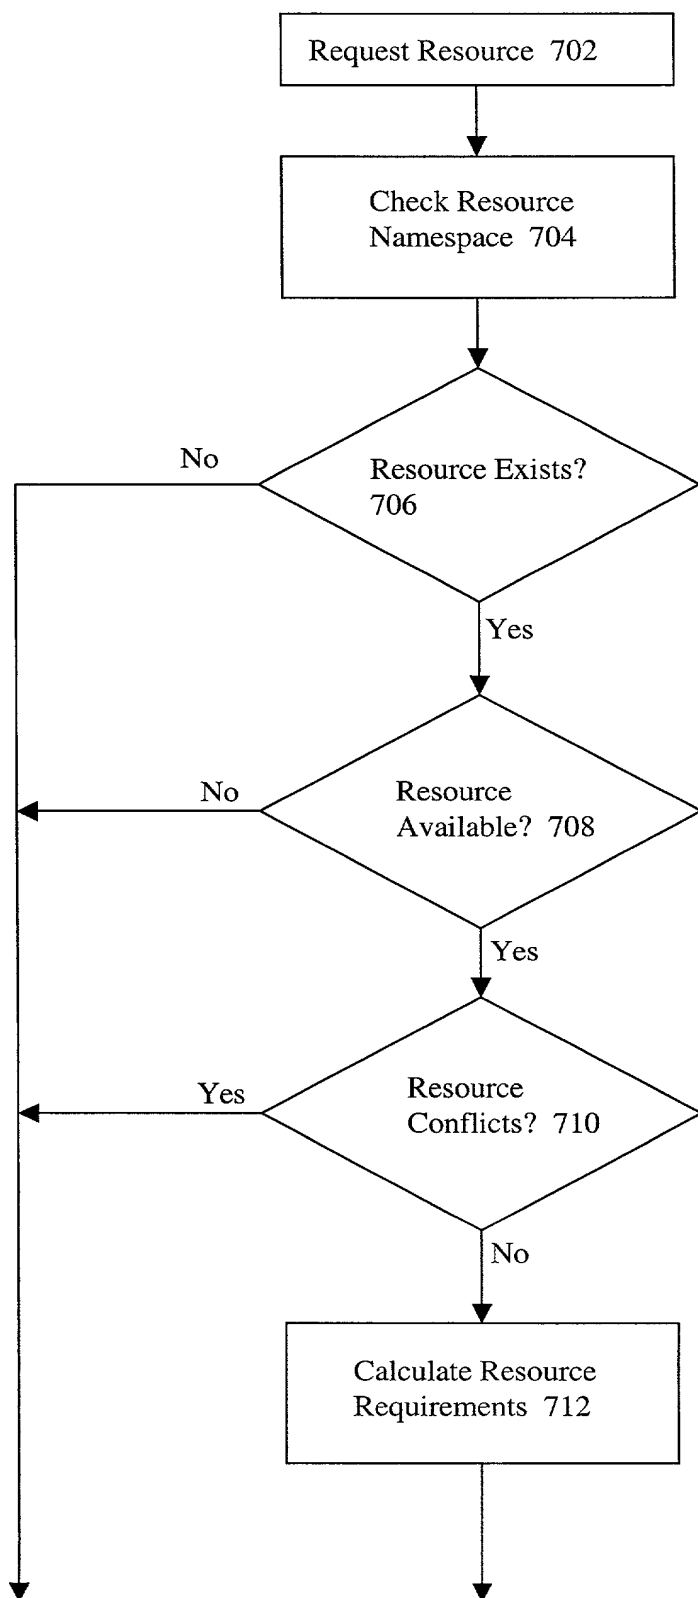 Request Resource 702
Check Resource
Namespace 704
No
Resource Exists?
706
Yes
No
Resource
Available? 708
Yes
Yes
Resource
Conflicts? 710
No
Calculate Resource
Requirements 712